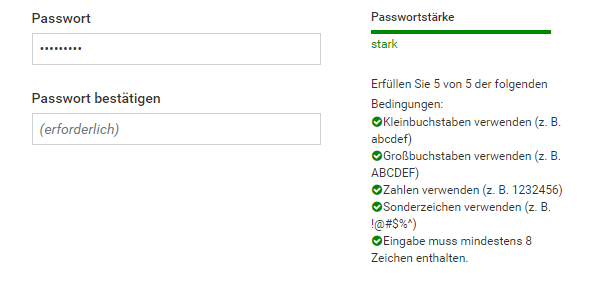 Passwort
•••••••••
Passwort bestätigen
(erforderlich)
Passwortstärke
stark
Erfüllen Sie 5 von 5 der folgenden
Bedingungen:
Kleinbuchstaben verwenden (z. B.
abcdef)
Großbuchstaben verwenden (z. B.
ABCDEF)
Zahlen verwenden (z. B. 1232456)
Sonderzeichen verwenden (z. B.
!@#$%^)
Eingabe muss mindestens 8
Zeichen enthalten.